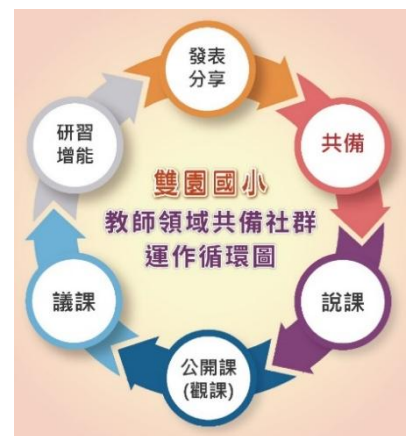 發表
分享
共備
說課
公開課
(觀課)
議課
研習
增能
雙園國小
教師領域共備社群
運作循環圖